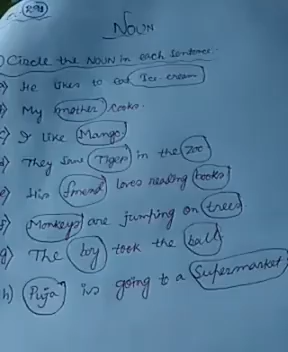 NOUN
Circle the NOUN in each Sentence.
a) He likes to eat Ice-cream
b) My mother cooks.
c) I like Mango
d) They saw Tiger in the Zoo
e) His friend loves reading books
f) Monkeys are jumping on trees
g) The boy took the ball
h) Puja is going to a Supermarket